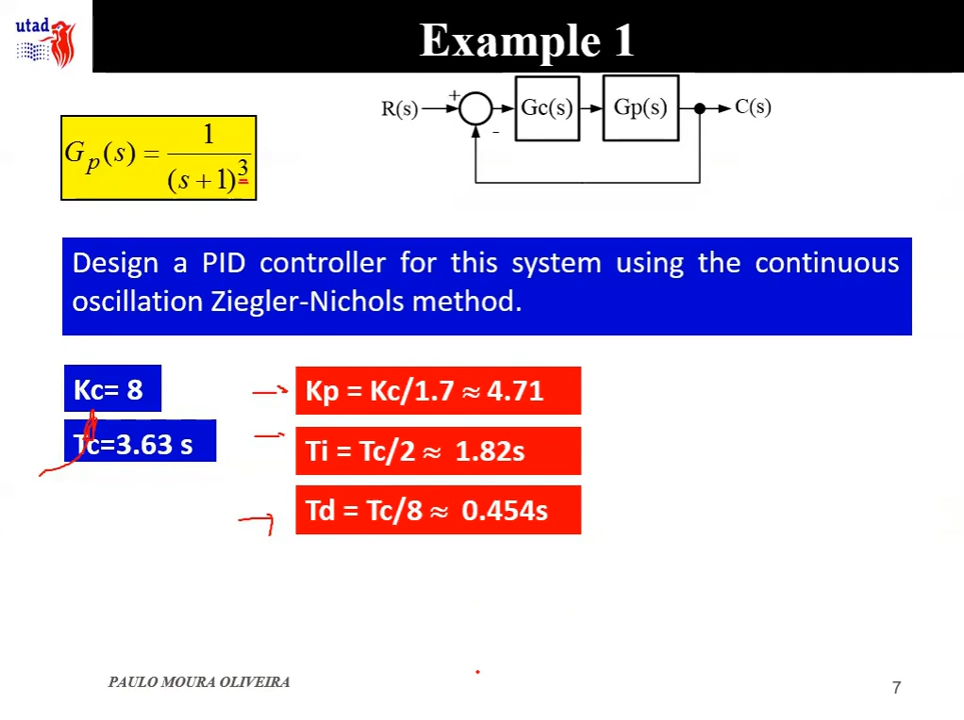 utad
Example 1
R(s)
+
-
Gc(s)
Gp(s)
C(s)
G_p(s) = 1/(s+1)^3
Design a PID controller for this system using the continuous
oscillation Ziegler-Nichols method.
Kc= 8
Kp = Kc/1.7 ≈ 4.71
Tc=3.63 s
Ti = Tc/2 ≈ 1.82s
Td = Tc/8 ≈ 0.454s
PAULO MOURA OLIVEIRA
7